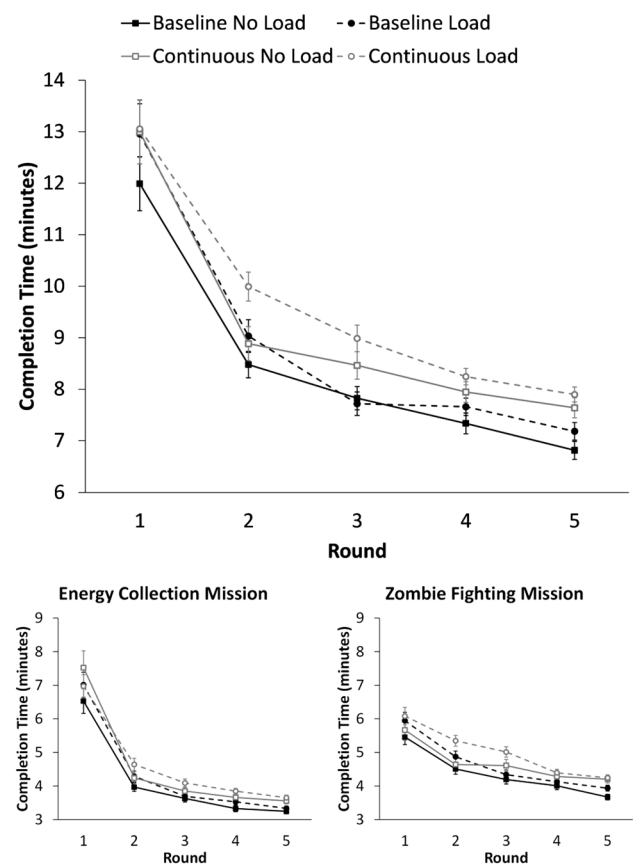 Baseline No Load
Baseline Load
Continuous No Load
Continuous Load
14
13
12
11
10
9
8
7
6
Completion Time (minutes)
1 2 3 4 5
Round
Energy Collection Mission
9
8
7
6
5
4
3
Completion Time (minutes)
1 2 3 4 5
Round
Zombie Fighting Mission
9
8
7
6
5
4
3
Completion Time (minutes)
1 2 3 4 5
Round